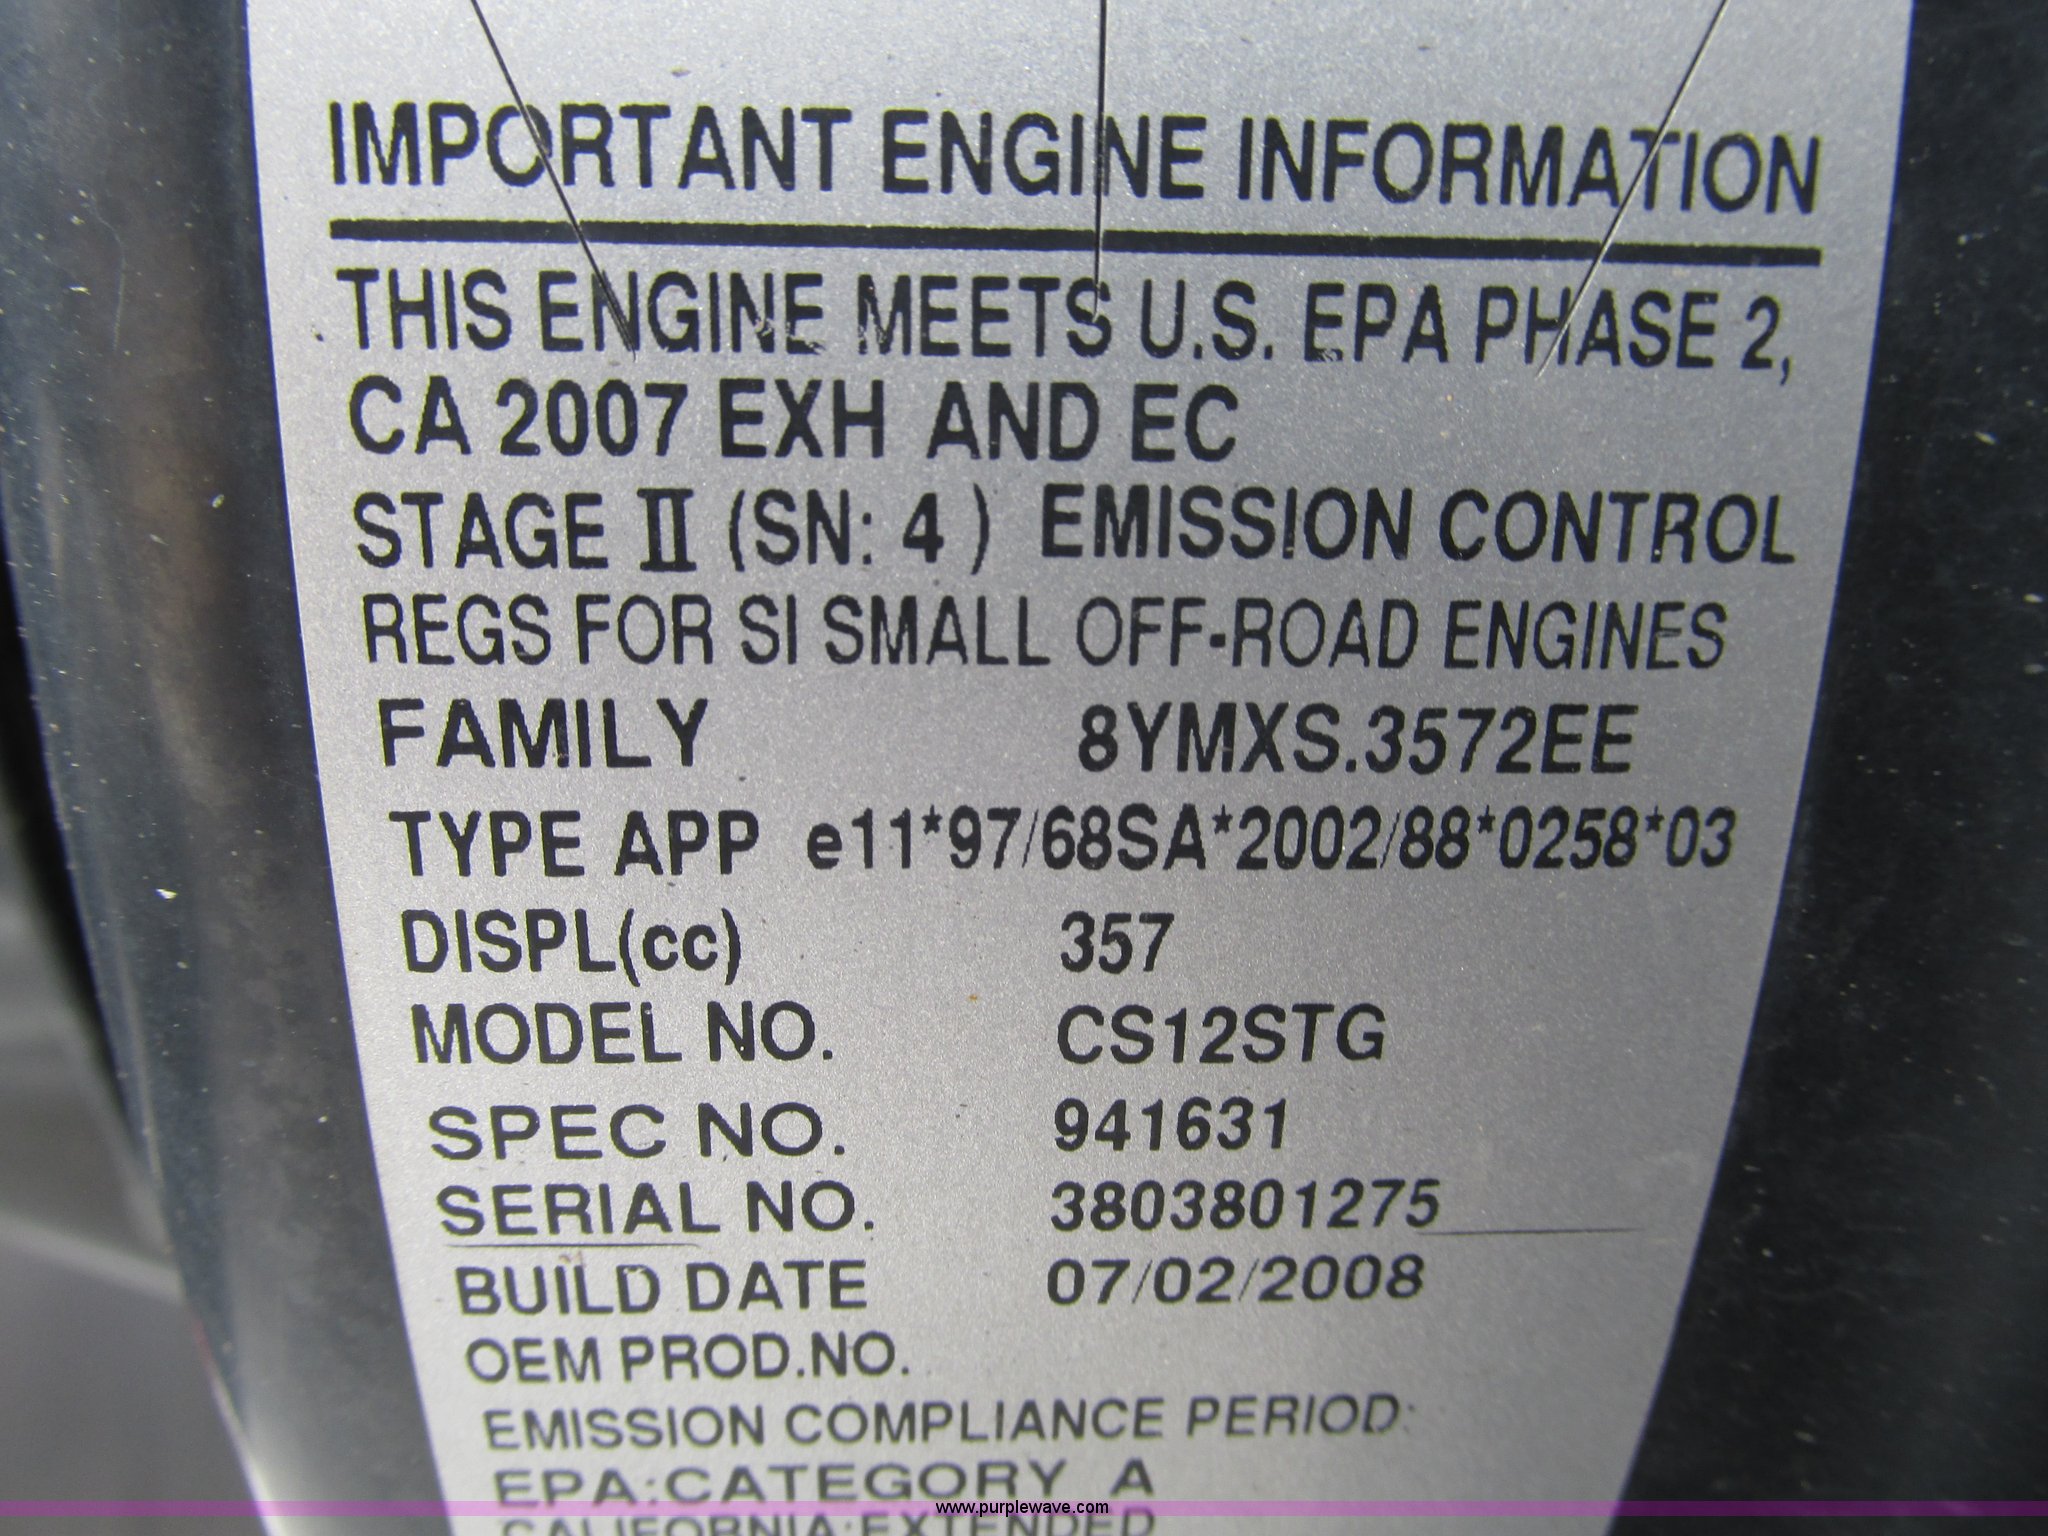 IMPORTANT ENGINE INFORMATION
THIS ENGINE MEETS U.S. EPA PHASE 2,
CA 2007 EXH AND EC
STAGE II (SN: 4 ) EMISSION CONTROL
REGS FOR SI SMALL OFF-ROAD ENGINES
FAMILY 8YMXS.3572EE
TYPE APP e11*97/68SA*2002/88*0258*03
DISPL(cc) 357
MODEL NO. CS12STG
SPEC NO. 941631
SERIAL NO. 3803801275
BUILD DATE 07/02/2008
OEM PROD.NO.
EMISSION COMPLIANCE PERIOD:
EPA:CATEGORY A
CALIFORNIA:EXTENDED
www.purplewave.com